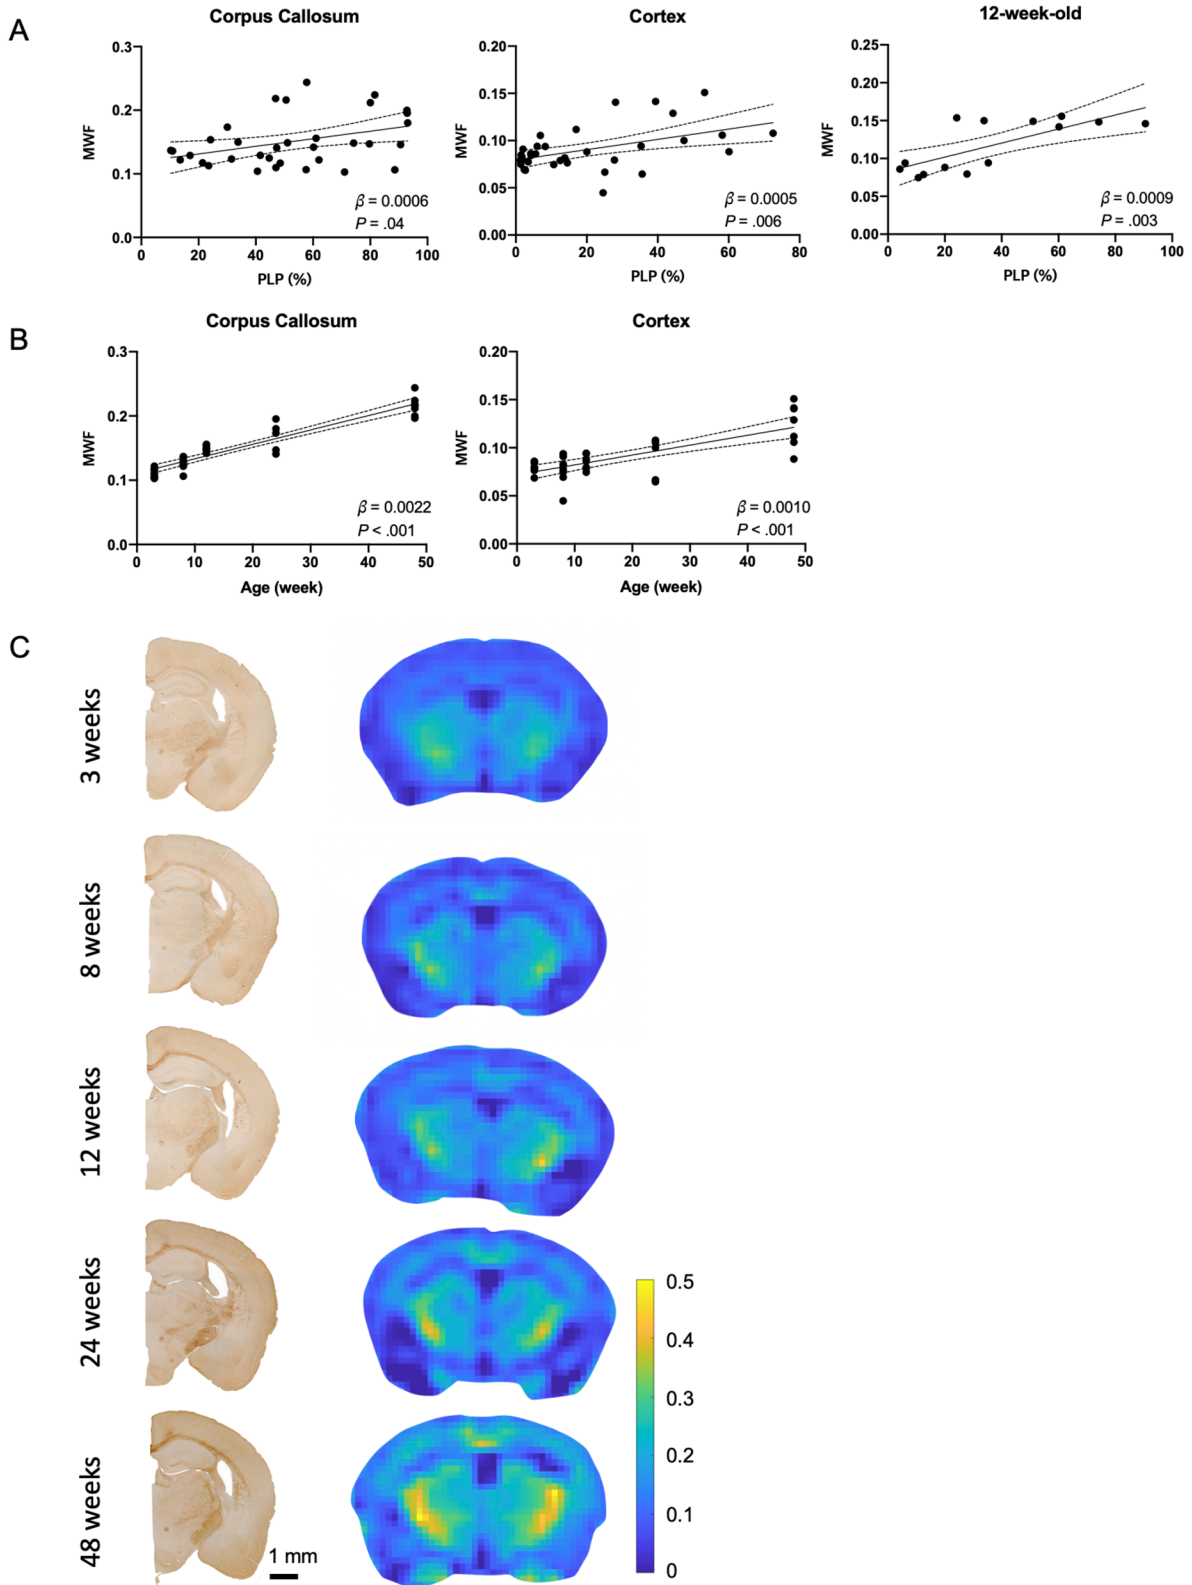 A
Corpus Callosum
0.3
0.2
0.1
0.0
MWF
0 20 40 60 80 100
PLP (%)
β = 0.0006
P = .04
Cortex
0.20
0.15
0.10
0.05
0.00
MWF
0 20 40 60 80
PLP (%)
β = 0.0005
P = .006
12-week-old
0.25
0.20
0.15
0.10
0.05
0.00
MWF
0 20 40 60 80 100
PLP (%)
β = 0.0009
P = .003
B
Corpus Callosum
0.3
0.2
0.1
0.0
MWF
0 10 20 30 40 50
Age (week)
β = 0.0022
P < .001
Cortex
0.20
0.15
0.10
0.05
0.00
MWF
0 10 20 30 40 50
Age (week)
β = 0.0010
P < .001
C
3 weeks
8 weeks
12 weeks
24 weeks
48 weeks
1 mm
0.5
0.4
0.3
0.2
0.1
0